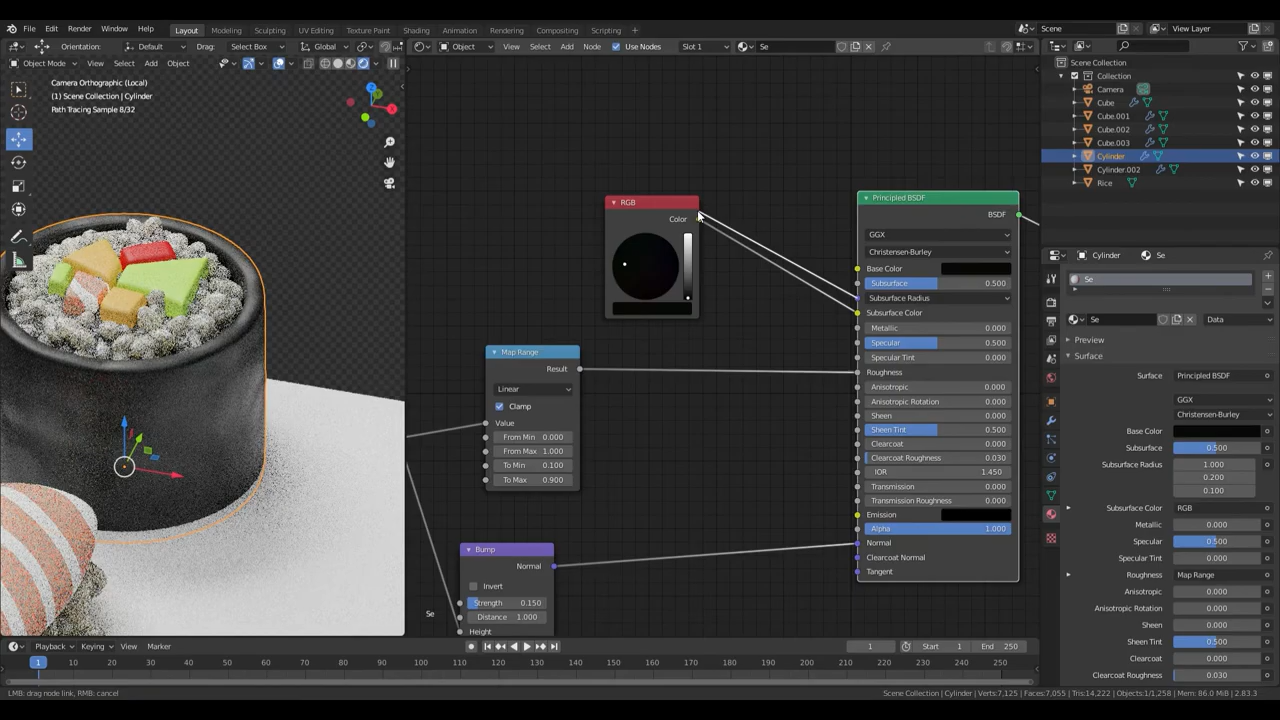 File Edit Render Window Help Layout Modeling Sculpting UV Editing Texture Paint Shading Animation Rendering Compositing Scripting + Scene View Layer
Orientation: Default Drag: Select Box Global
Object View Select Add Node Use Nodes Slot 1 Se
Object Mode View Select Add Object
Camera Orthographic (Local)
(1) Scene Collection | Cylinder
Path Tracing Sample 8/32
Z
Y
X
RGB
Color
Map Range
Result
Linear
Clamp
Value
From Min 0.000
From Max 1.000
To Min 0.100
To Max 0.900
Bump
Normal
Invert
Strength 0.150
Distance 1.000
Height
Se
Principled BSDF
BSDF
GGX
Christensen-Burley
Base Color
Subsurface 0.500
Subsurface Radius
Subsurface Color
Metallic 0.000
Specular 0.500
Specular Tint 0.000
Roughness
Anisotropic 0.000
Anisotropic Rotation 0.000
Sheen 0.000
Sheen Tint 0.500
Clearcoat 0.000
Clearcoat Roughness 0.030
IOR 1.450
Transmission 0.000
Transmission Roughness 0.000
Emission
Alpha 1.000
Normal
Clearcoat Normal
Tangent
Scene Collection
Collection
Camera
Cube
Cube.001
Cube.002
Cube.003
Cylinder
Cylinder.002
Rice
Cylinder Se
Se
Se Data
Preview
Surface
Surface Principled BSDF
GGX
Christensen-Burley
Base Color
Subsurface 0.500
Subsurface Radius 1.000
0.200
0.100
Subsurface Color RGB
Metallic 0.000
Specular 0.500
Specular Tint 0.000
Roughness Map Range
Anisotropic 0.000
Anisotropic Rotation 0.000
Sheen 0.000
Sheen Tint 0.500
Clearcoat 0.000
Clearcoat Roughness 0.030
Playback Keying View Marker 1 Start 1 End 250
1 10 20 30 40 50 60 70 80 90 100 110 120 130 140 150 160 170 180 190 200 210 220 230 240 250
LMB: drag node link, RMB: cancel
Scene Collection | Cylinder | Verts:7,125 | Faces:7,055 | Tris:14,222 | Objects:1/1,258 | Mem: 86.0 MiB | 2.83.3